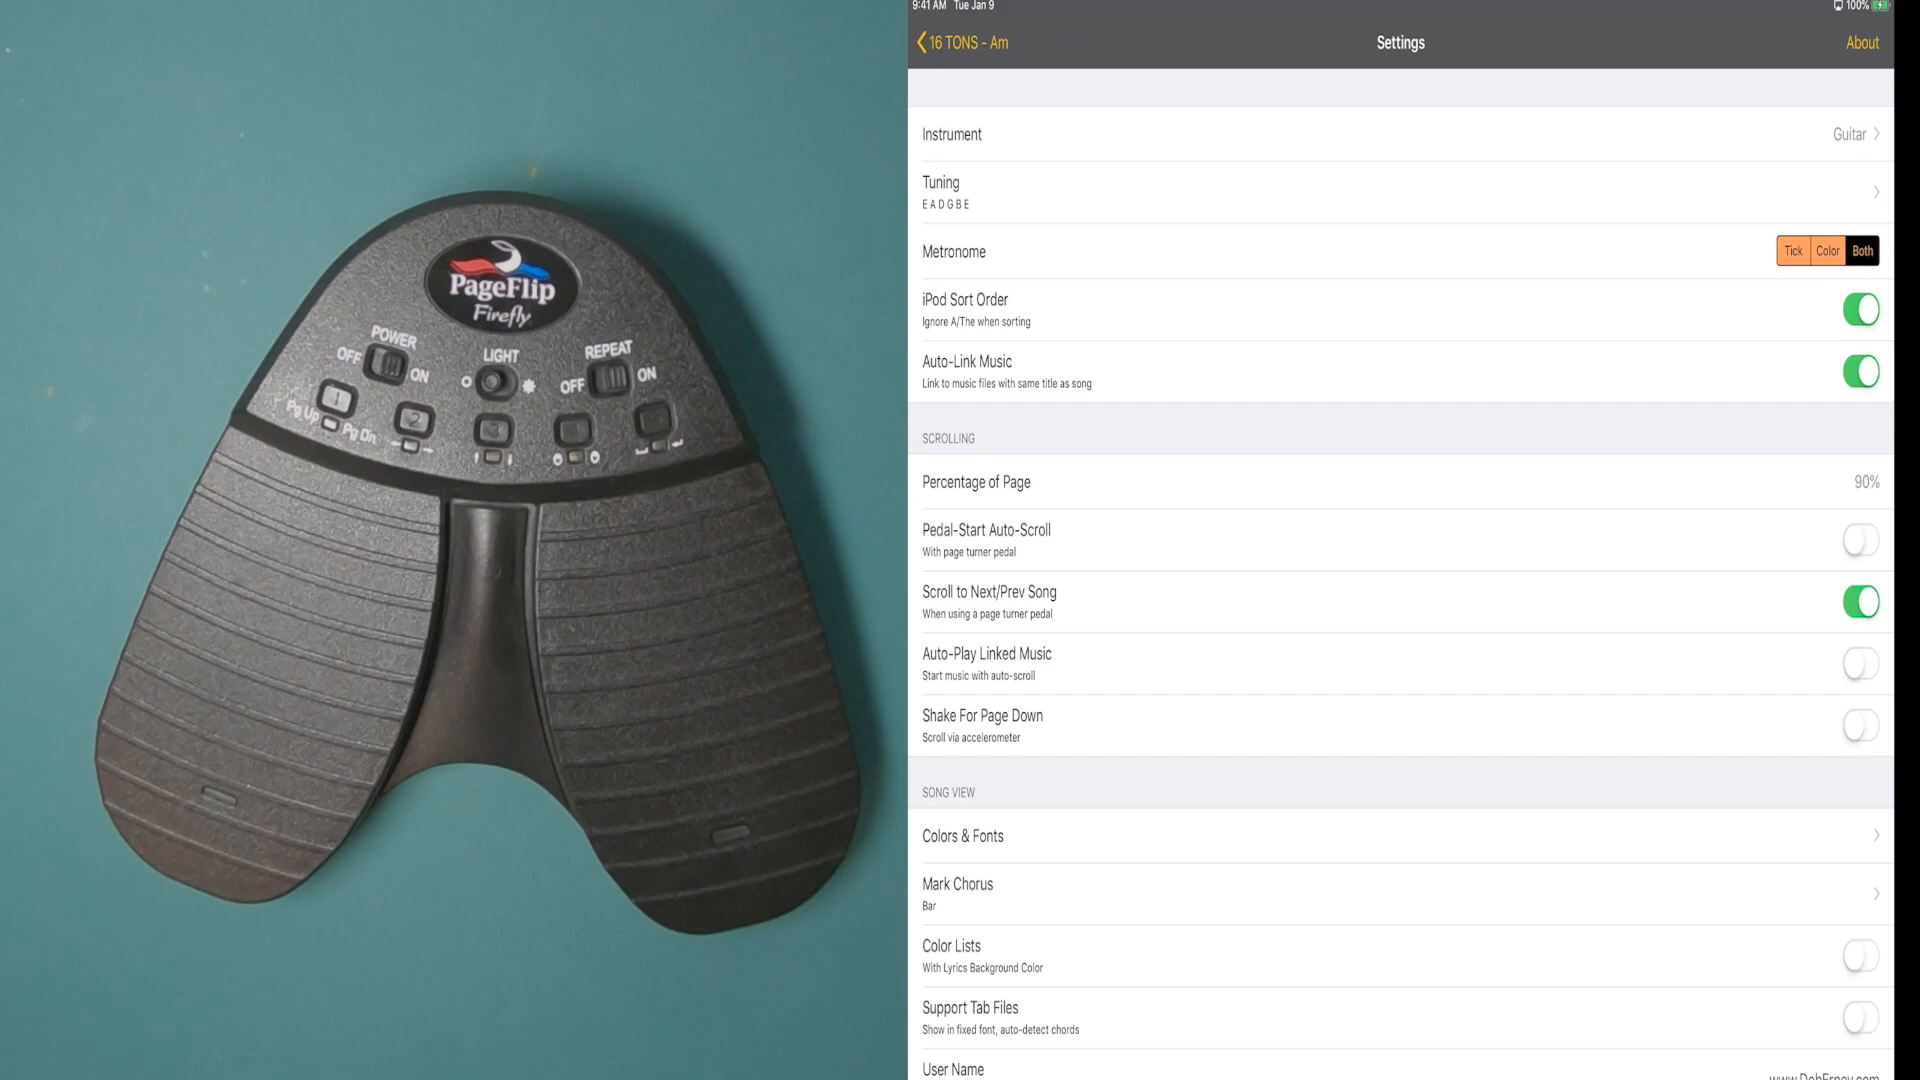 PageFlip
Firefly
POWER
OFF
ON
LIGHT
REPEAT
OFF
ON
1
2
3
Pg Up
Pg Dn
9:41 AM Tue Jan 9
100%
16 TONS - Am
Settings
About
Instrument
Guitar
Tuning
E A D G B E
Metronome
Tick Color Both
iPod Sort Order
Ignore A/The when sorting
Auto-Link Music
Link to music files with same title as song
SCROLLING
Percentage of Page
90%
Pedal-Start Auto-Scroll
With page turner pedal
Scroll to Next/Prev Song
When using a page turner pedal
Auto-Play Linked Music
Start music with auto-scroll
Shake For Page Down
Scroll via accelerometer
SONG VIEW
Colors & Fonts
Mark Chorus
Bar
Color Lists
With Lyrics Background Color
Support Tab Files
Show in fixed font, auto-detect chords
User Name